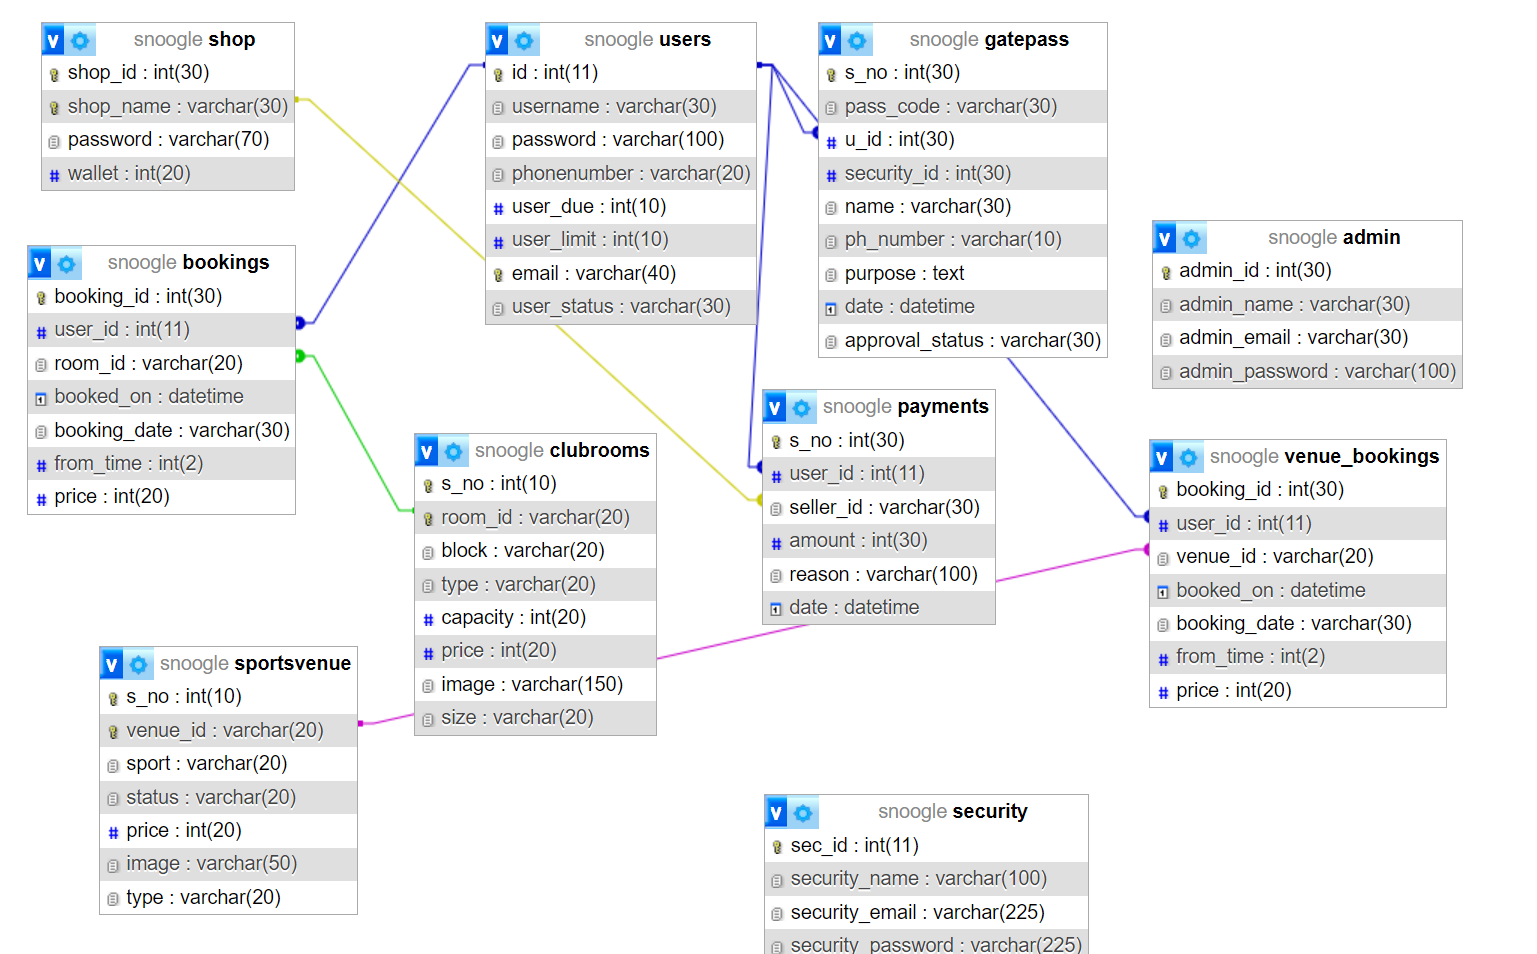 snoogle shop
shop_id : int(30)
shop_name : varchar(30)
password : varchar(70)
wallet : int(20)
snoogle users
id : int(11)
username : varchar(30)
password : varchar(100)
phonenumber : varchar(20)
user_due : int(10)
user_limit : int(10)
email : varchar(40)
user_status : varchar(30)
snoogle gatepass
s_no : int(30)
pass_code : varchar(30)
u_id : int(30)
security_id : int(30)
name : varchar(30)
ph_number : varchar(10)
purpose : text
date : datetime
approval_status : varchar(30)
snoogle admin
admin_id : int(30)
admin_name : varchar(30)
admin_email : varchar(30)
admin_password : varchar(100)
snoogle bookings
booking_id : int(30)
user_id : int(11)
room_id : varchar(20)
booked_on : datetime
booking_date : varchar(30)
from_time : int(2)
price : int(20)
snoogle clubrooms
s_no : int(10)
room_id : varchar(20)
block : varchar(20)
type : varchar(20)
capacity : int(20)
price : int(20)
image : varchar(150)
size : varchar(20)
snoogle payments
s_no : int(30)
user_id : int(11)
seller_id : varchar(30)
amount : int(30)
reason : varchar(100)
date : datetime
snoogle venue_bookings
booking_id : int(30)
user_id : int(11)
venue_id : varchar(20)
booked_on : datetime
booking_date : varchar(30)
from_time : int(2)
price : int(20)
snoogle sportsvenue
s_no : int(10)
venue_id : varchar(20)
sport : varchar(20)
status : varchar(20)
price : int(20)
image : varchar(50)
type : varchar(20)
snoogle security
sec_id : int(11)
security_name : varchar(100)
security_email : varchar(225)
security_password : varchar(225)